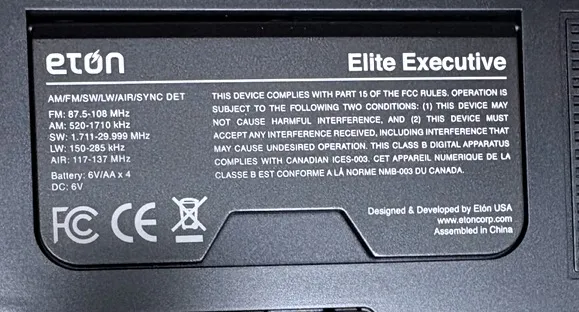 etón
Elite Executive
AM/FM/SW/LW/AIR/SYNC DET
FM: 87.5-108 MHz
AM: 520-1710 kHz
SW: 1.711-29.999 MHz
LW: 150-285 kHz
AIR: 117-137 MHz
Battery: 6V/AA x 4
DC: 6V
THIS DEVICE COMPLIES WITH PART 15 OF THE FCC RULES. OPERATION IS
SUBJECT TO THE FOLLOWING TWO CONDITIONS: (1) THIS DEVICE MAY
NOT CAUSE HARMFUL INTERFERENCE, AND (2) THIS DEVICE MUST
ACCEPT ANY INTERFERENCE RECEIVED, INCLUDING INTERFERENCE THAT
MAY CAUSE UNDESIRED OPERATION. THIS CLASS B DIGITAL APPARATUS
COMPLIES WITH CANADIAN ICES-003. CET APPAREIL NUMERIQUE DE LA
CLASSE B EST CONFORME A LÂ NORME NMB-003 DU CANADA.
FC CE
Designed & Developed by Etón USA
www.etoncorp.com
Assembled in China